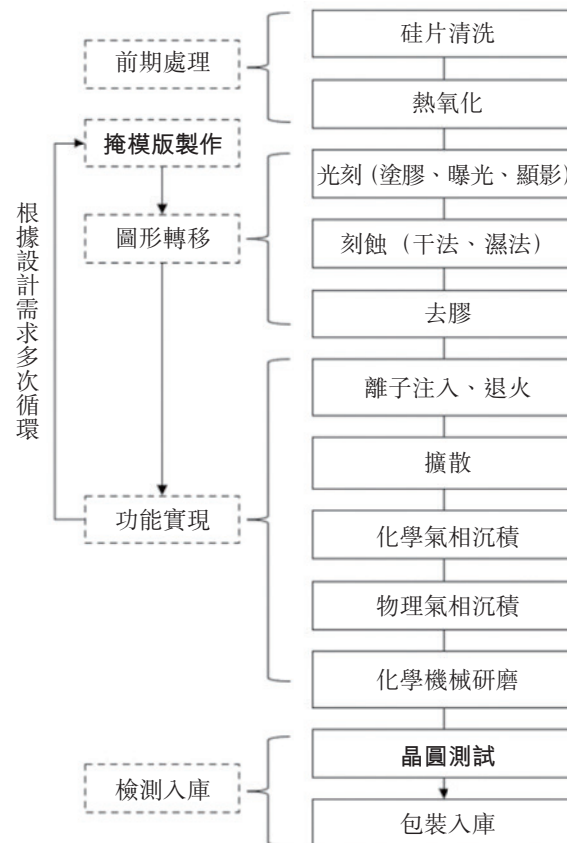 硅片清洗
前期處理
熱氧化
掩模版製作
光刻（塗膠、曝光、顯影）
圖形轉移
刻蝕（干法、濕法）
去膠
根據設計需求多次循環
離子注入、退火
擴散
功能實現
化學氣相沉積
物理氣相沉積
化學機械研磨
晶圓測試
檢測入庫
包裝入庫